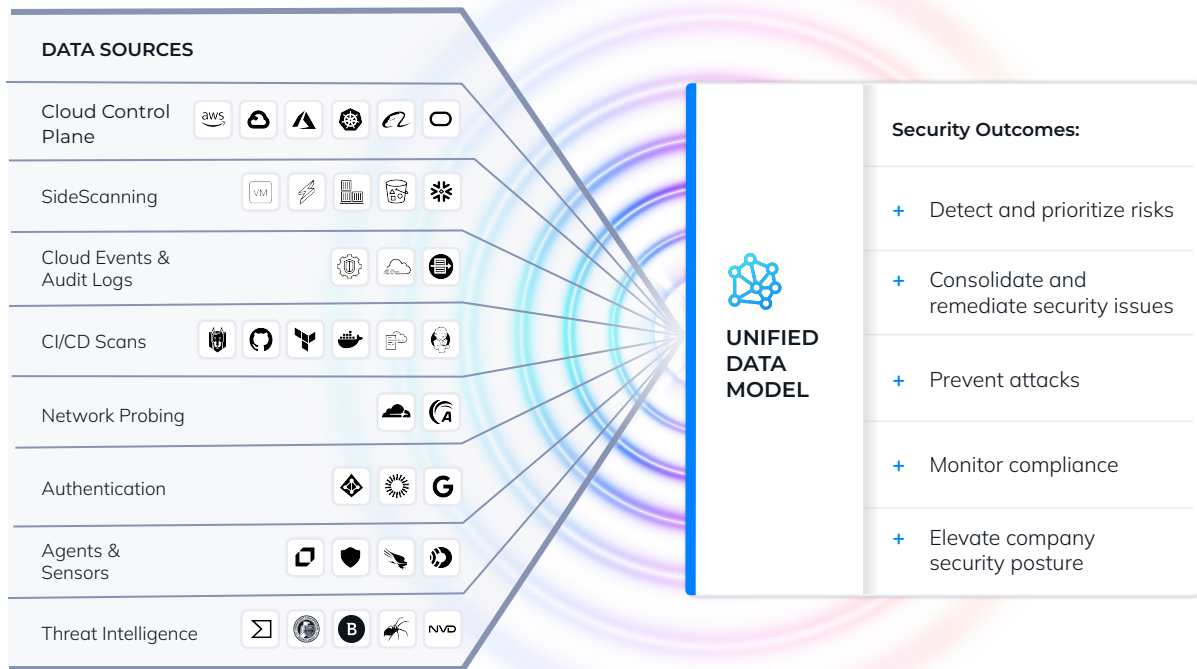 DATA SOURCES
Cloud Control
Plane
aws
SideScanning
VM
Cloud Events &
Audit Logs
CI/CD Scans
Network Probing
A
Authentication
G
Agents &
Sensors
Threat Intelligence
B
NVD
UNIFIED
DATA
MODEL
Security Outcomes:
+ Detect and prioritize risks
+ Consolidate and
remediate security issues
+ Prevent attacks
+ Monitor compliance
+ Elevate company
security posture